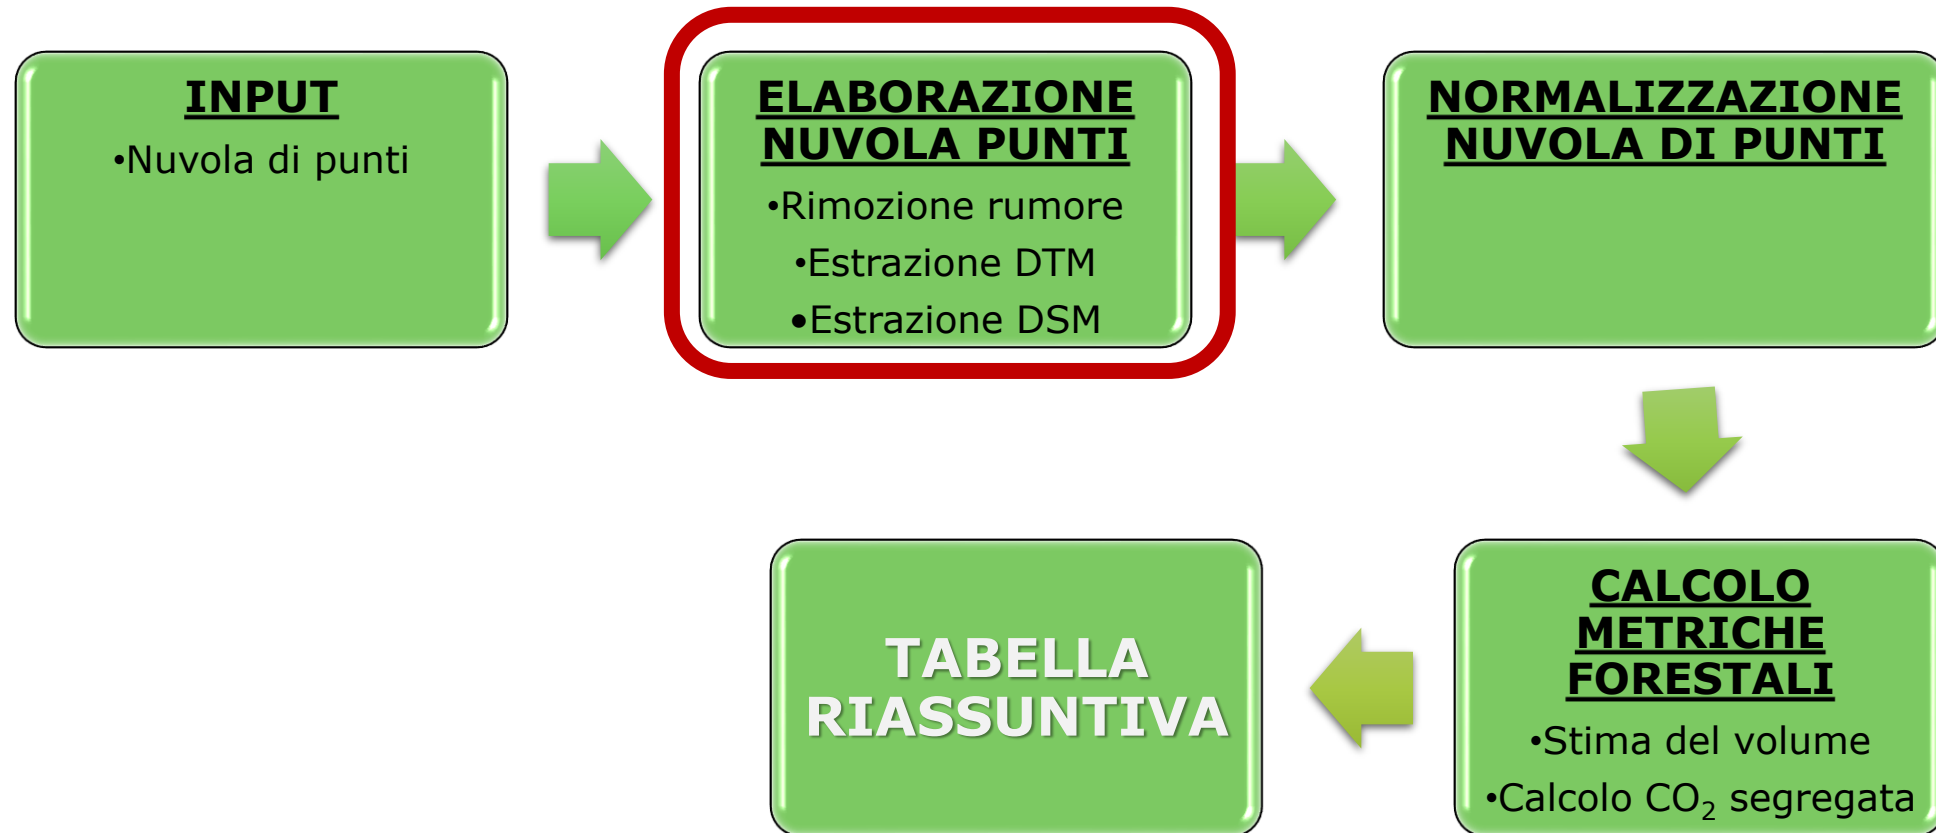 INPUT
•Nuvola di punti
ELABORAZIONE
NUVOLA PUNTI
•Rimozione rumore
•Estrazione DTM
•Estrazione DSM
NORMALIZZAZIONE
NUVOLA DI PUNTI
CALCOLO
METRICHE
FORESTALI
•Stima del volume
•Calcolo CO₂ segregata
TABELLA
RIASSUNTIVA